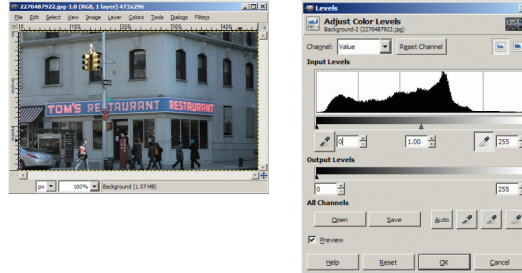 2270487922.jpg-1.0 (RGB, 1 layer) 473x296
File Edit Select View Image Layer Colors Tools Dialogs Filters
TOM'S RESTAURANT RESTAURANT
px 100% Background (1.57 MB)
Levels
Adjust Color Levels
Background-2 (2270487922.jpg)
Channel: Value Reset Channel
Input Levels
0 1.00 255
Output Levels
0 255
All Channels
Open Save Auto
Preview
Help Reset OK Cancel